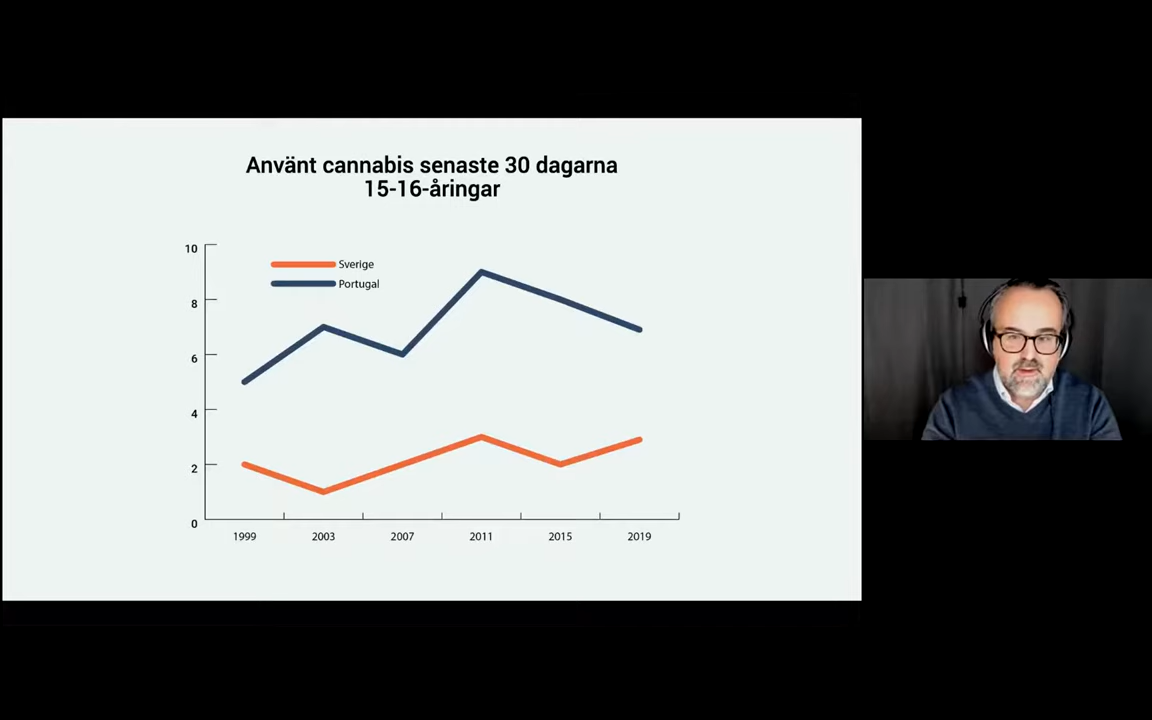 Använt cannabis senaste 30 dagarna
15-16-åringar
10
8
6
4
2
0
Sverige
Portugal
1999 2003 2007 2011 2015 2019